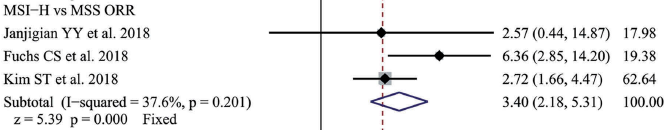 MSI−H vs MSS ORR
Janjigian YY et al. 2018 2.57 (0.44, 14.87) 17.98
Fuchs CS et al. 2018 6.36 (2.85, 14.20) 19.38
Kim ST et al. 2018 2.72 (1.66, 4.47) 62.64
Subtotal (I−squared = 37.6%, p = 0.201) 3.40 (2.18, 5.31) 100.00
z = 5.39 p = 0.000 Fixed